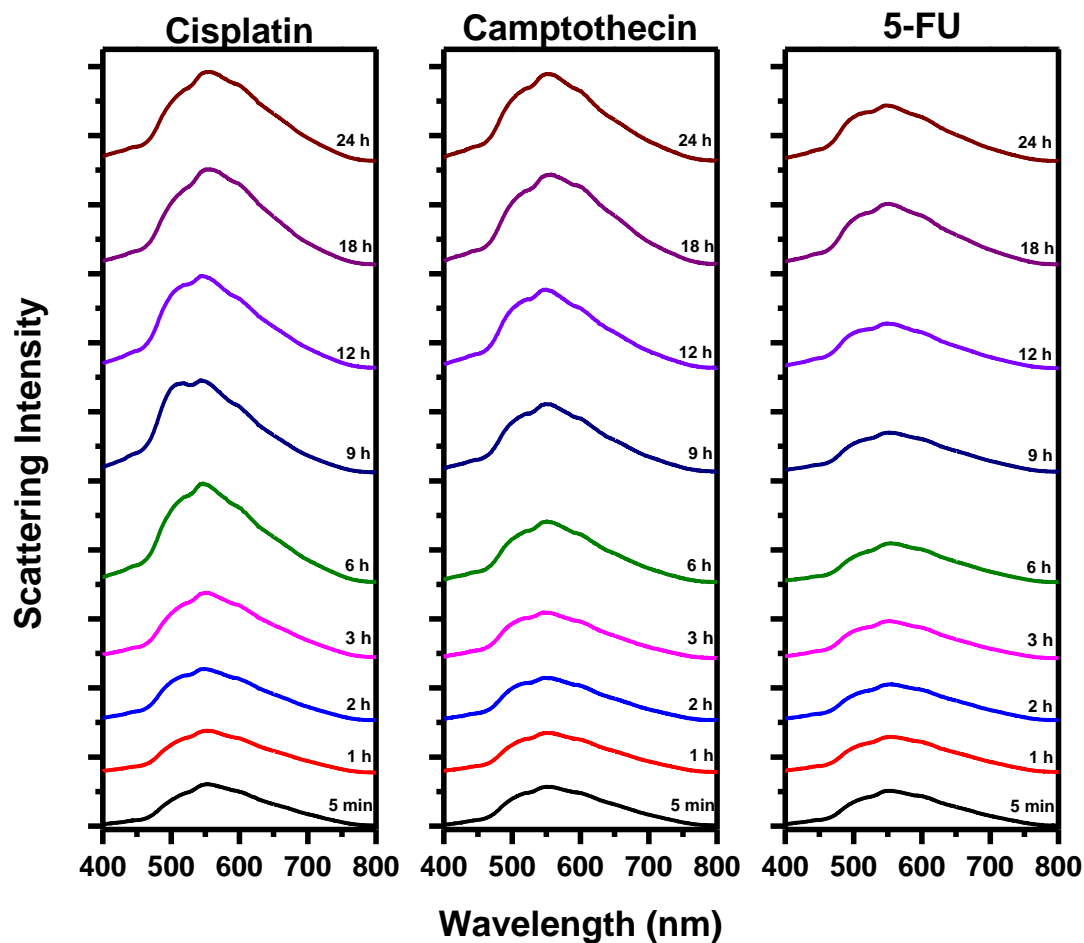 Cisplatin
Camptothecin
5-FU
Scattering Intensity
24 h
18 h
12 h
9 h
6 h
3 h
2 h
1 h
5 min
24 h
18 h
12 h
9 h
6 h
3 h
2 h
1 h
5 min
24 h
18 h
12 h
9 h
6 h
3 h
2 h
1 h
5 min
400 500 600 700 800
400 500 600 700 800
400 500 600 700 800
Wavelength (nm)